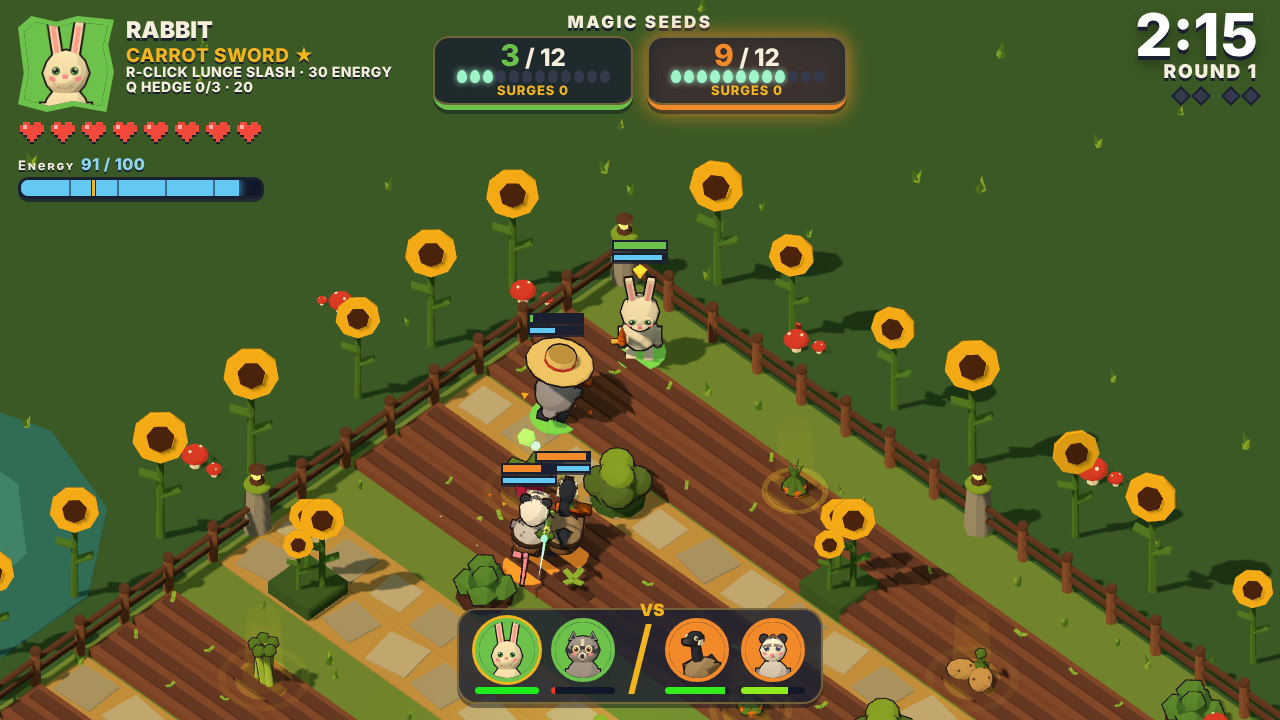 RABBIT
CARROT SWORD ★
R-CLICK LUNGE SLASH · 30 ENERGY
Q HEDGE 0/3 · 20
ENERGY 91 / 100
MAGIC SEEDS
3 / 12
SURGES 0
9 / 12
SURGES 0
2:15
ROUND 1
VS